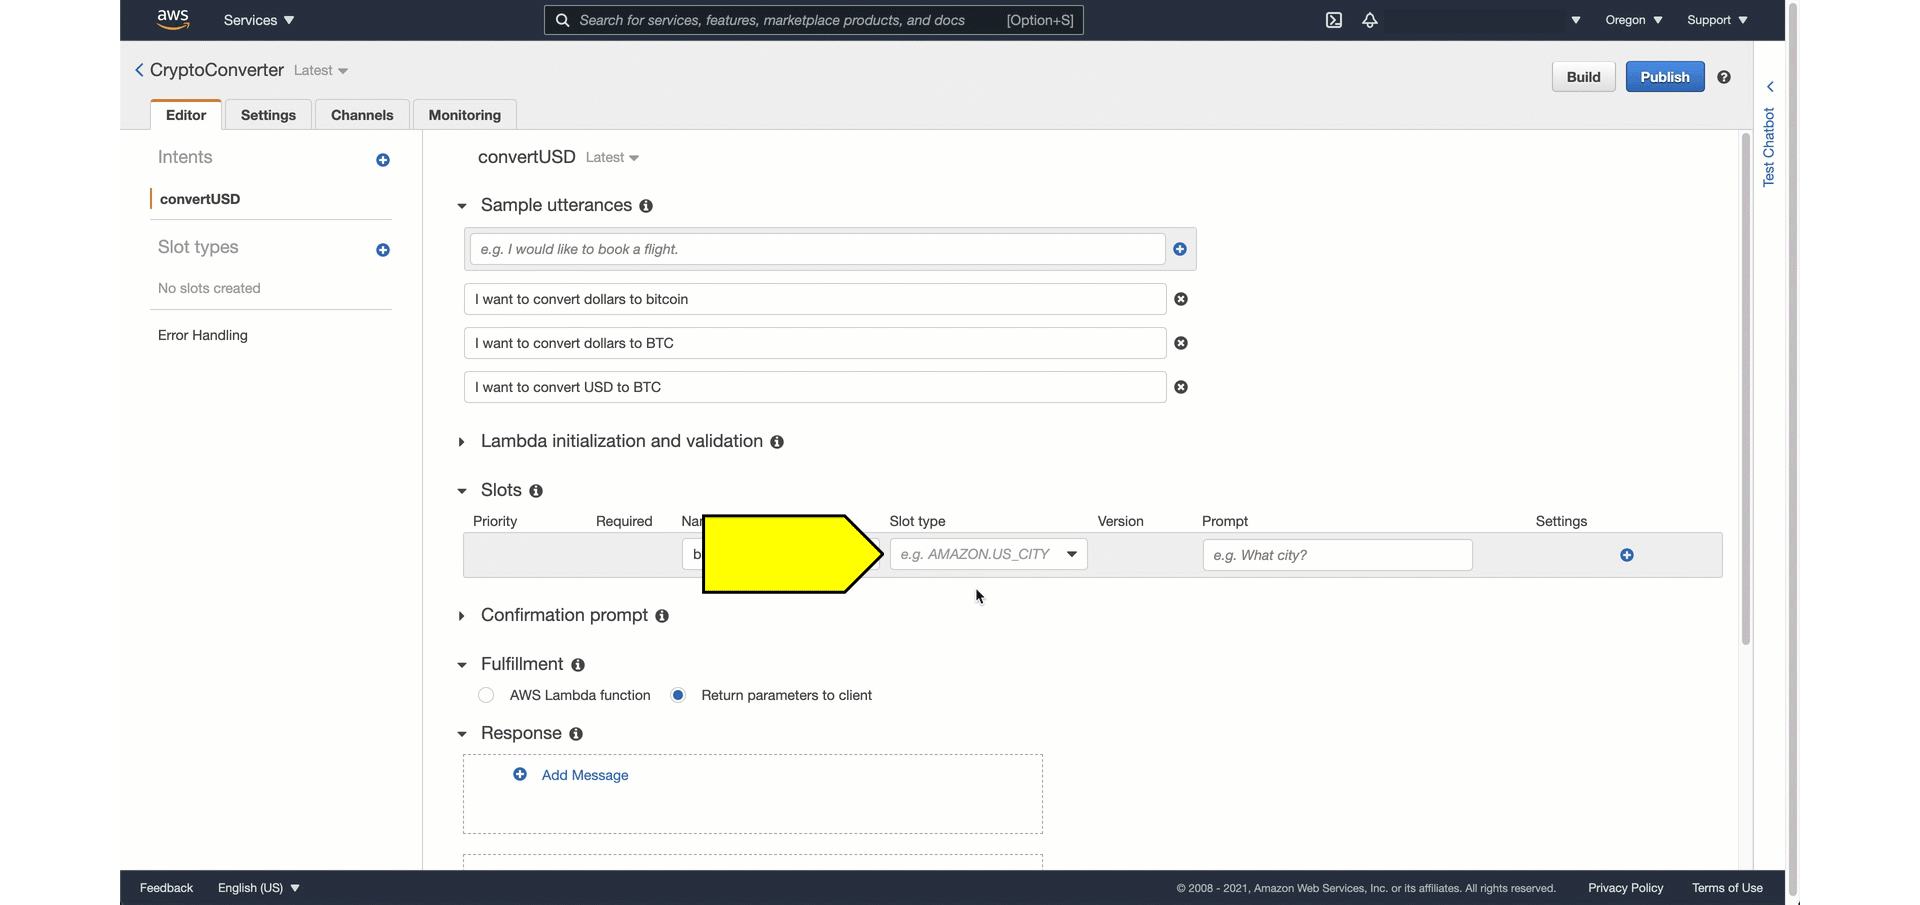 aws Services Search for services, features, marketplace products, and docs [Option+S] Oregon Support
CryptoConverter Latest
Build Publish
Editor Settings Channels Monitoring
Test Chatbot
Intents
convertUSD
Slot types
No slots created
Error Handling
convertUSD Latest
Sample utterances
e.g. I would like to book a flight.
I want to convert dollars to bitcoin
I want to convert dollars to BTC
I want to convert USD to BTC
Lambda initialization and validation
Slots
Priority Required Slot type Version Prompt Settings
e.g. AMAZON.US_CITY e.g. What city?
Confirmation prompt
Fulfillment
AWS Lambda function Return parameters to client
Response
Add Message
Feedback English (US) © 2008 - 2021, Amazon Web Services, Inc. or its affiliates. All rights reserved. Privacy Policy Terms of Use